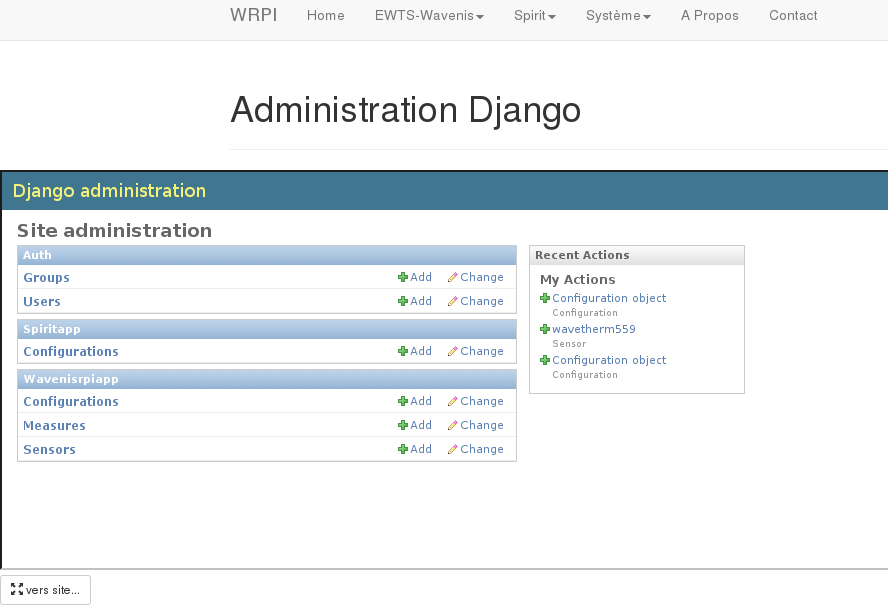 WRPI Home EWTS-Wavenis Spirit Système A Propos Contact
Administration Django
Django administration
Site administration
Auth
Groups Add Change
Users Add Change
Spiritapp
Configurations Add Change
Wavenisrpiapp
Configurations Add Change
Measures Add Change
Sensors Add Change
Recent Actions
My Actions
Configuration object
Configuration
wavetherm559
Sensor
Configuration object
Configuration
vers site...